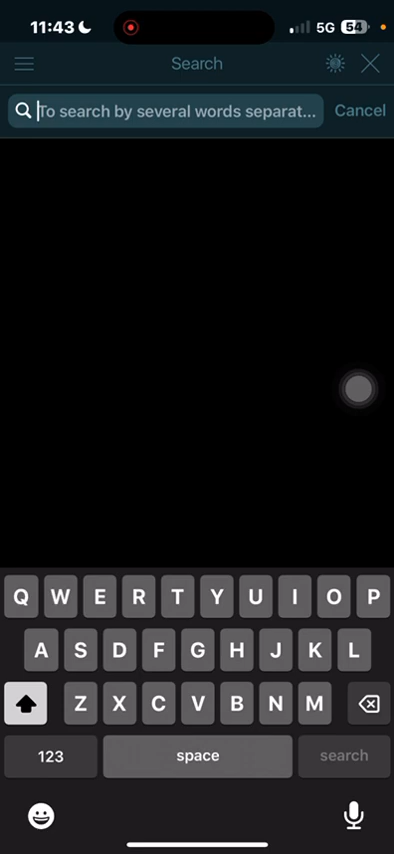 11:43
5G
54
Search
To search by several words separat...
Cancel
Q W E R T Y U I O P
A S D F G H J K L
Z X C V B N M
123 space search